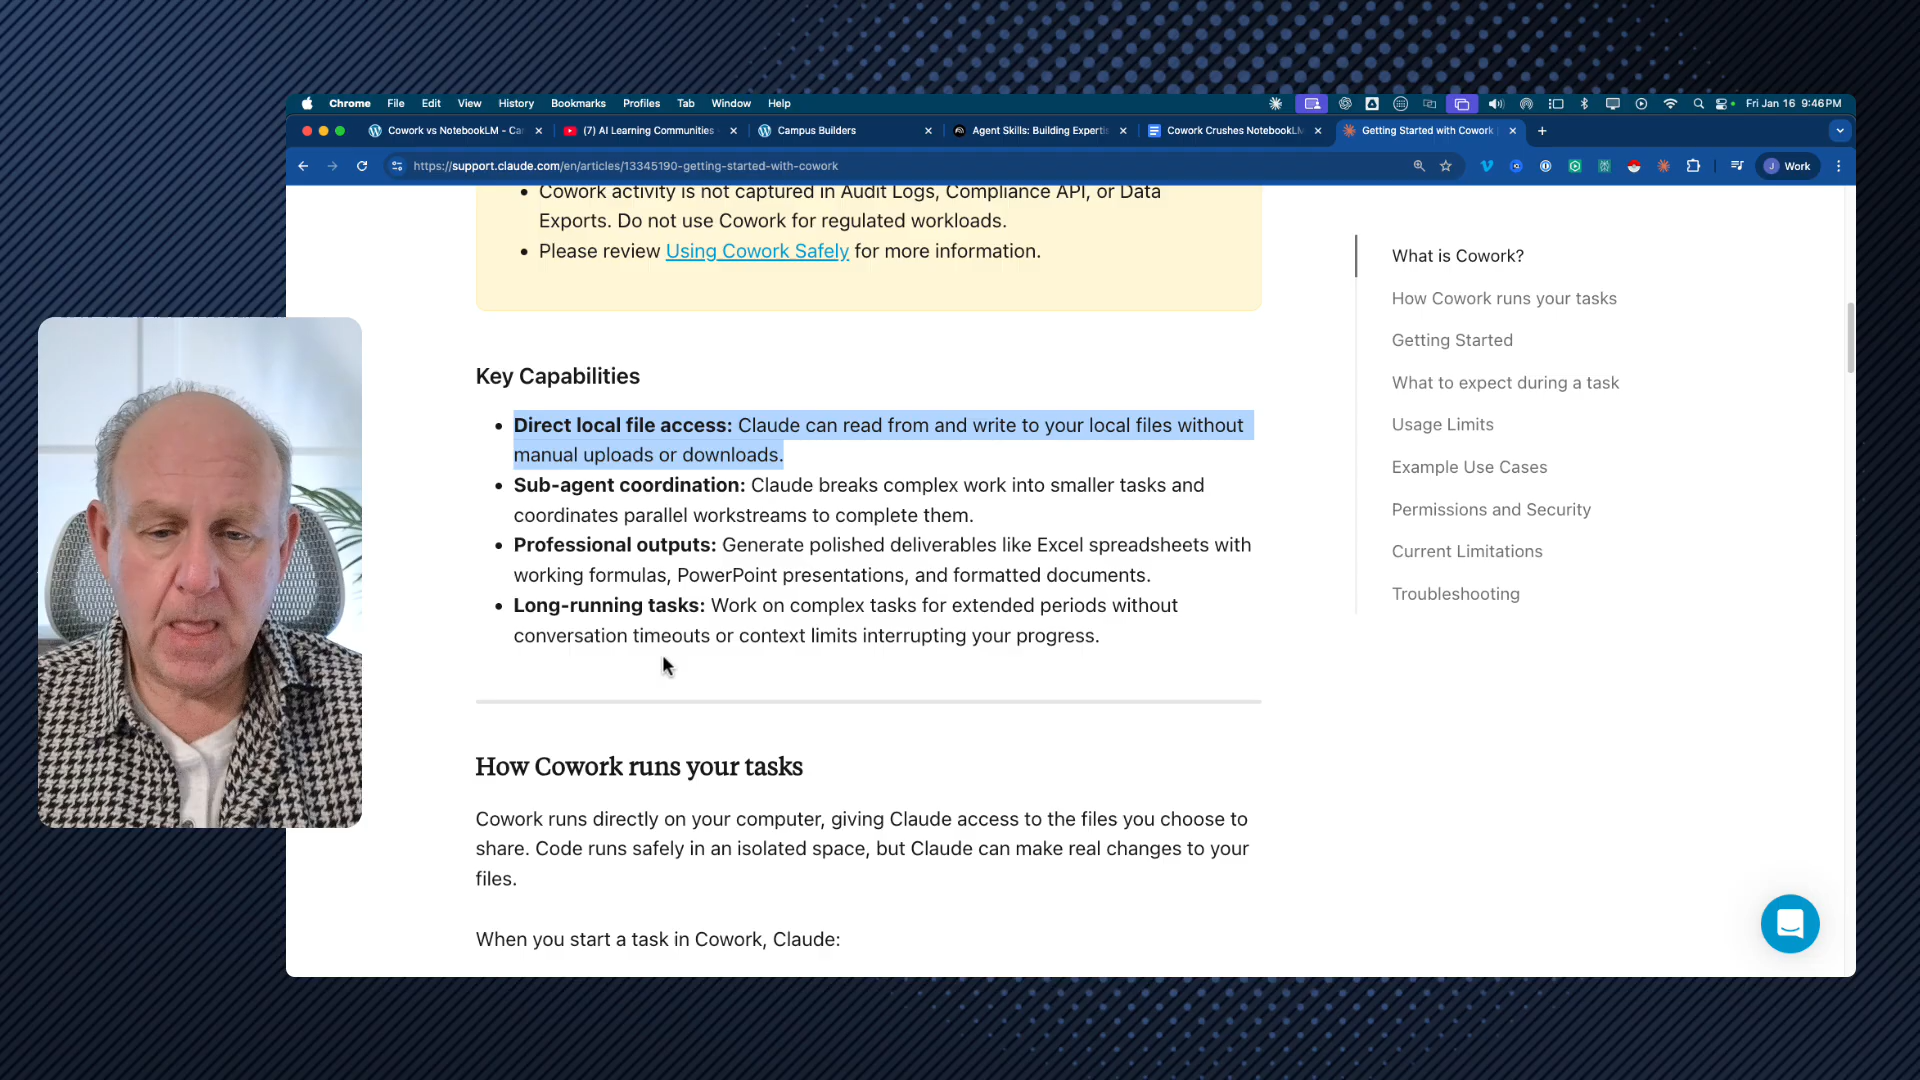 Chrome File Edit View History Bookmarks Profiles Tab Window Help
Fri Jan 16 9:46 PM
Cowork vs NotebookLM - Ca
(7) AI Learning Communities
Campus Builders
Agent Skills: Building Experti
Cowork Crushes NotebookLM
Getting Started with Cowork
https://support.claude.com/en/articles/13345190-getting-started-with-cowork
J Work
Cowork activity is not captured in Audit Logs, Compliance API, or Data
Exports. Do not use Cowork for regulated workloads.
Please review Using Cowork Safely for more information.
Key Capabilities
Direct local file access: Claude can read from and write to your local files without
manual uploads or downloads.
Sub-agent coordination: Claude breaks complex work into smaller tasks and
coordinates parallel workstreams to complete them.
Professional outputs: Generate polished deliverables like Excel spreadsheets with
working formulas, PowerPoint presentations, and formatted documents.
Long-running tasks: Work on complex tasks for extended periods without
conversation timeouts or context limits interrupting your progress.
How Cowork runs your tasks
Cowork runs directly on your computer, giving Claude access to the files you choose to
share. Code runs safely in an isolated space, but Claude can make real changes to your
files.
When you start a task in Cowork, Claude:
What is Cowork?
How Cowork runs your tasks
Getting Started
What to expect during a task
Usage Limits
Example Use Cases
Permissions and Security
Current Limitations
Troubleshooting